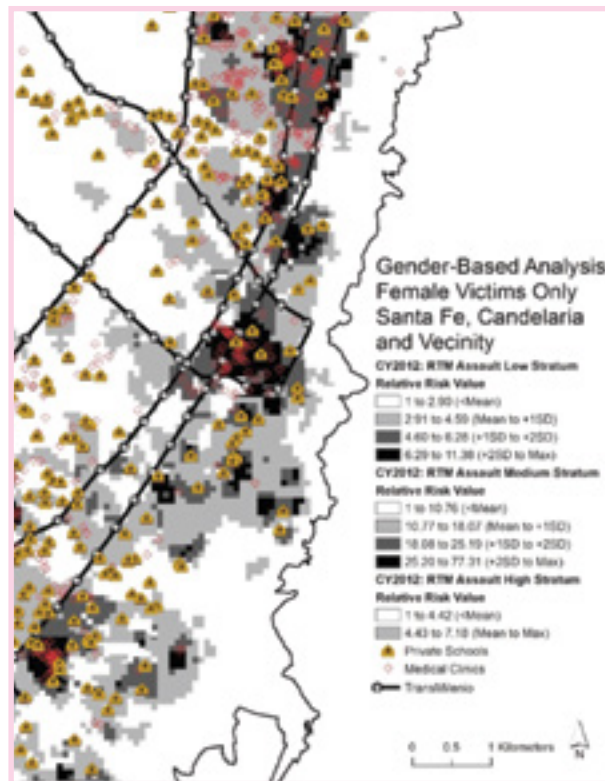 Gender-Based Analysis
Female Victims Only
Santa Fe, Candelaria
and Vecinity
CY2012: RTM Assault Low Stratum
Relative Risk Value
1 to 2.90 (<Mean)
2.91 to 4.59 (Mean to +1SD)
4.60 to 6.28 (+1SD to +2SD)
6.29 to 11.38 (+2SD to Max)
CY2012: RTM Assault Medium Stratum
Relative Risk Value
1 to 10.76 (<Mean)
10.77 to 18.07 (Mean to +1SD)
18.08 to 25.19 (+1SD to +2SD)
25.20 to 77.31 (+2SD to Max)
CY2012: RTM Assault High Stratum
Relative Risk Value
1 to 4.42 (<Mean)
4.43 to 7.18 (Mean to Max)
Private Schools
Medical Clinics
TransMilenio
0 0.5 1 Kilometers
N